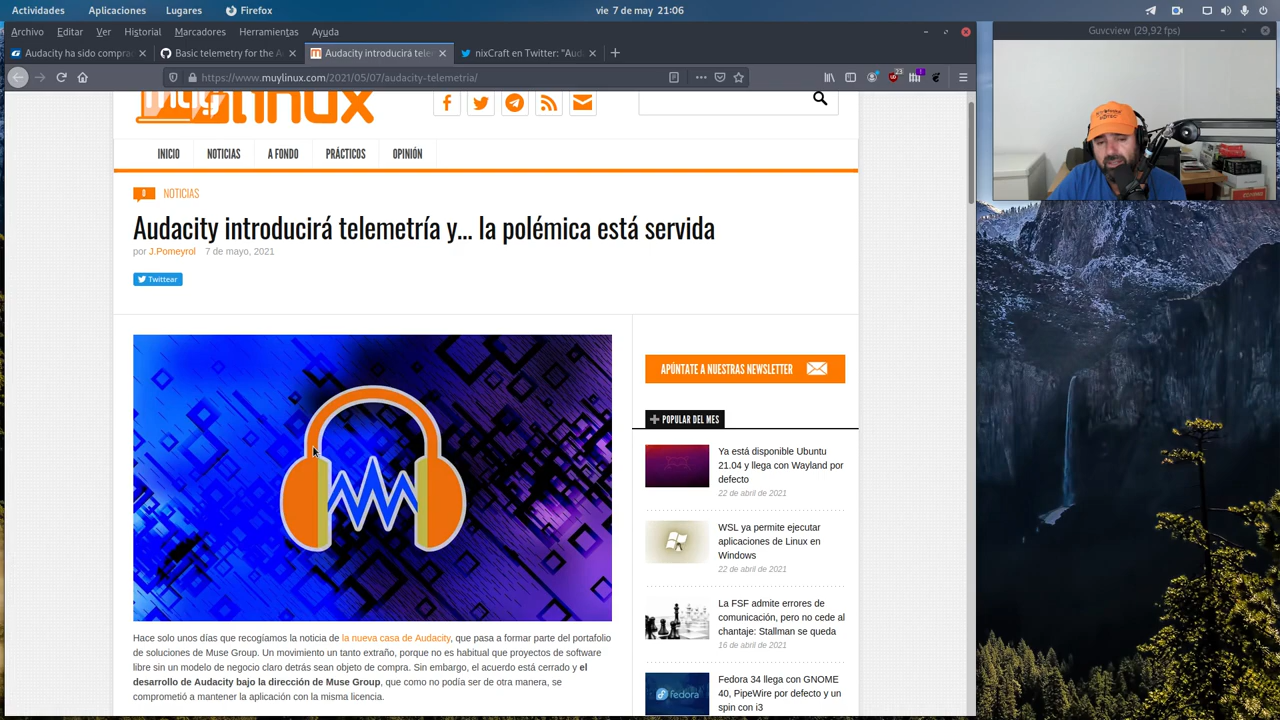 Actividades Aplicaciones Lugares Firefox vie 7 de may 21:06
Archivo Editar Ver Historial Marcadores Herramientas Ayuda
Guvcview (29,92 fps)
Audacity ha sido compra
Basic telemetry for the A
Audacity introducirá tele
nixCraft en Twitter: "Aud
https://www.muylinux.com/2021/05/07/audacity-telemetria/
23
INICIO NOTICIAS A FONDO PRÁCTICOS OPINIÓN
NOTICIAS
Audacity introducirá telemetría y... la polémica está servida
por J.Pomeyrol 7 de mayo, 2021
Twittear
Hace solo unos días que recogíamos la noticia de la nueva casa de Audacity, que pasa a formar parte del portafolio
de soluciones de Muse Group. Un movimiento un tanto extraño, porque no es habitual que proyectos de software
libre sin un modelo de negocio claro detrás sean objeto de compra. Sin embargo, el acuerdo está cerrado y el
desarrollo de Audacity bajo la dirección de Muse Group, que como no podía ser de otra manera, se
comprometió a mantener la aplicación con la misma licencia.
APÚNTATE A NUESTRAS NEWSLETTER
POPULAR DEL MES
Ya está disponible Ubuntu
21.04 y llega con Wayland por
defecto
22 de abril de 2021
WSL ya permite ejecutar
aplicaciones de Linux en
Windows
22 de abril de 2021
La FSF admite errores de
comunicación, pero no cede al
chantaje: Stallman se queda
16 de abril de 2021
fedora
Fedora 34 llega con GNOME
40, PipeWire por defecto y un
spin con i3